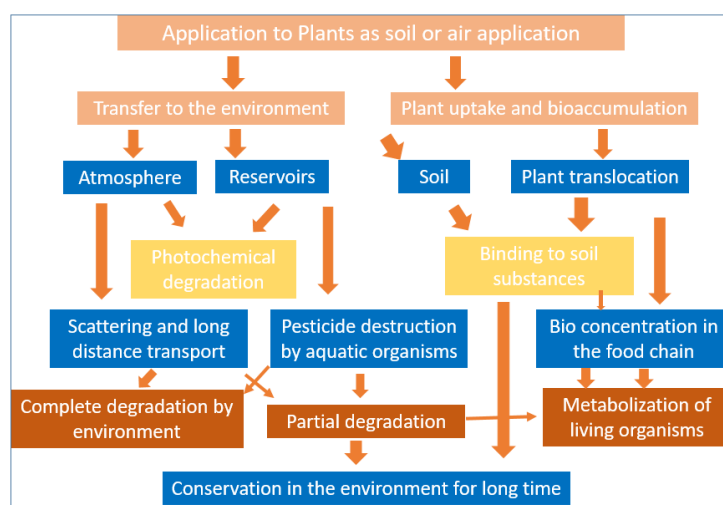 Application to Plants as soil or air application
Transfer to the environment
Plant uptake and bioaccumulation
Atmosphere
Reservoirs
Soil
Plant translocation
Photochemical
degradation
Binding to soil
substances
Scattering and long
distance transport
Pesticide destruction
by aquatic organisms
Bio concentration in
the food chain
Complete degradation by
environment
Partial degradation
Metabolization of
living organisms
Conservation in the environment for long time